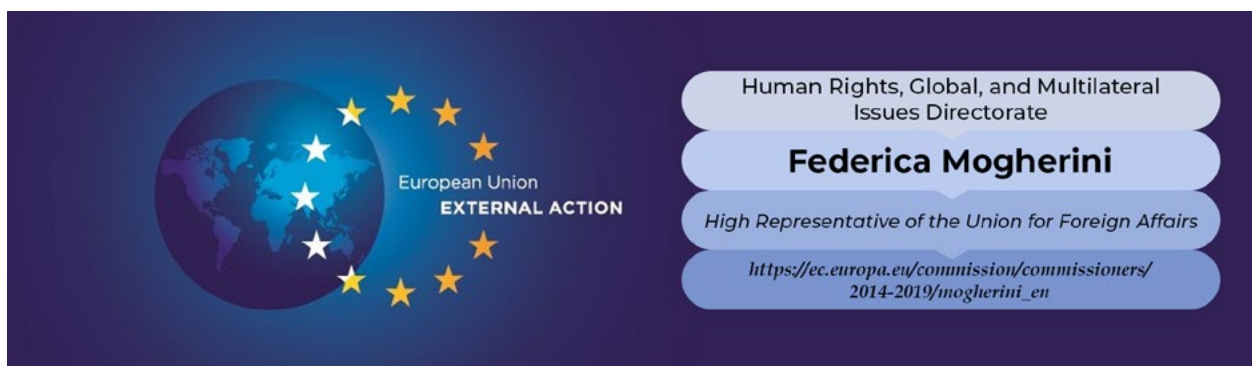 European Union
EXTERNAL ACTION
Human Rights, Global, and Multilateral
Issues Directorate
Federica Mogherini
High Representative of the Union for Foreign Affairs
https://ec.europa.eu/commission/commissioners/
2014-2019/mogherini_en